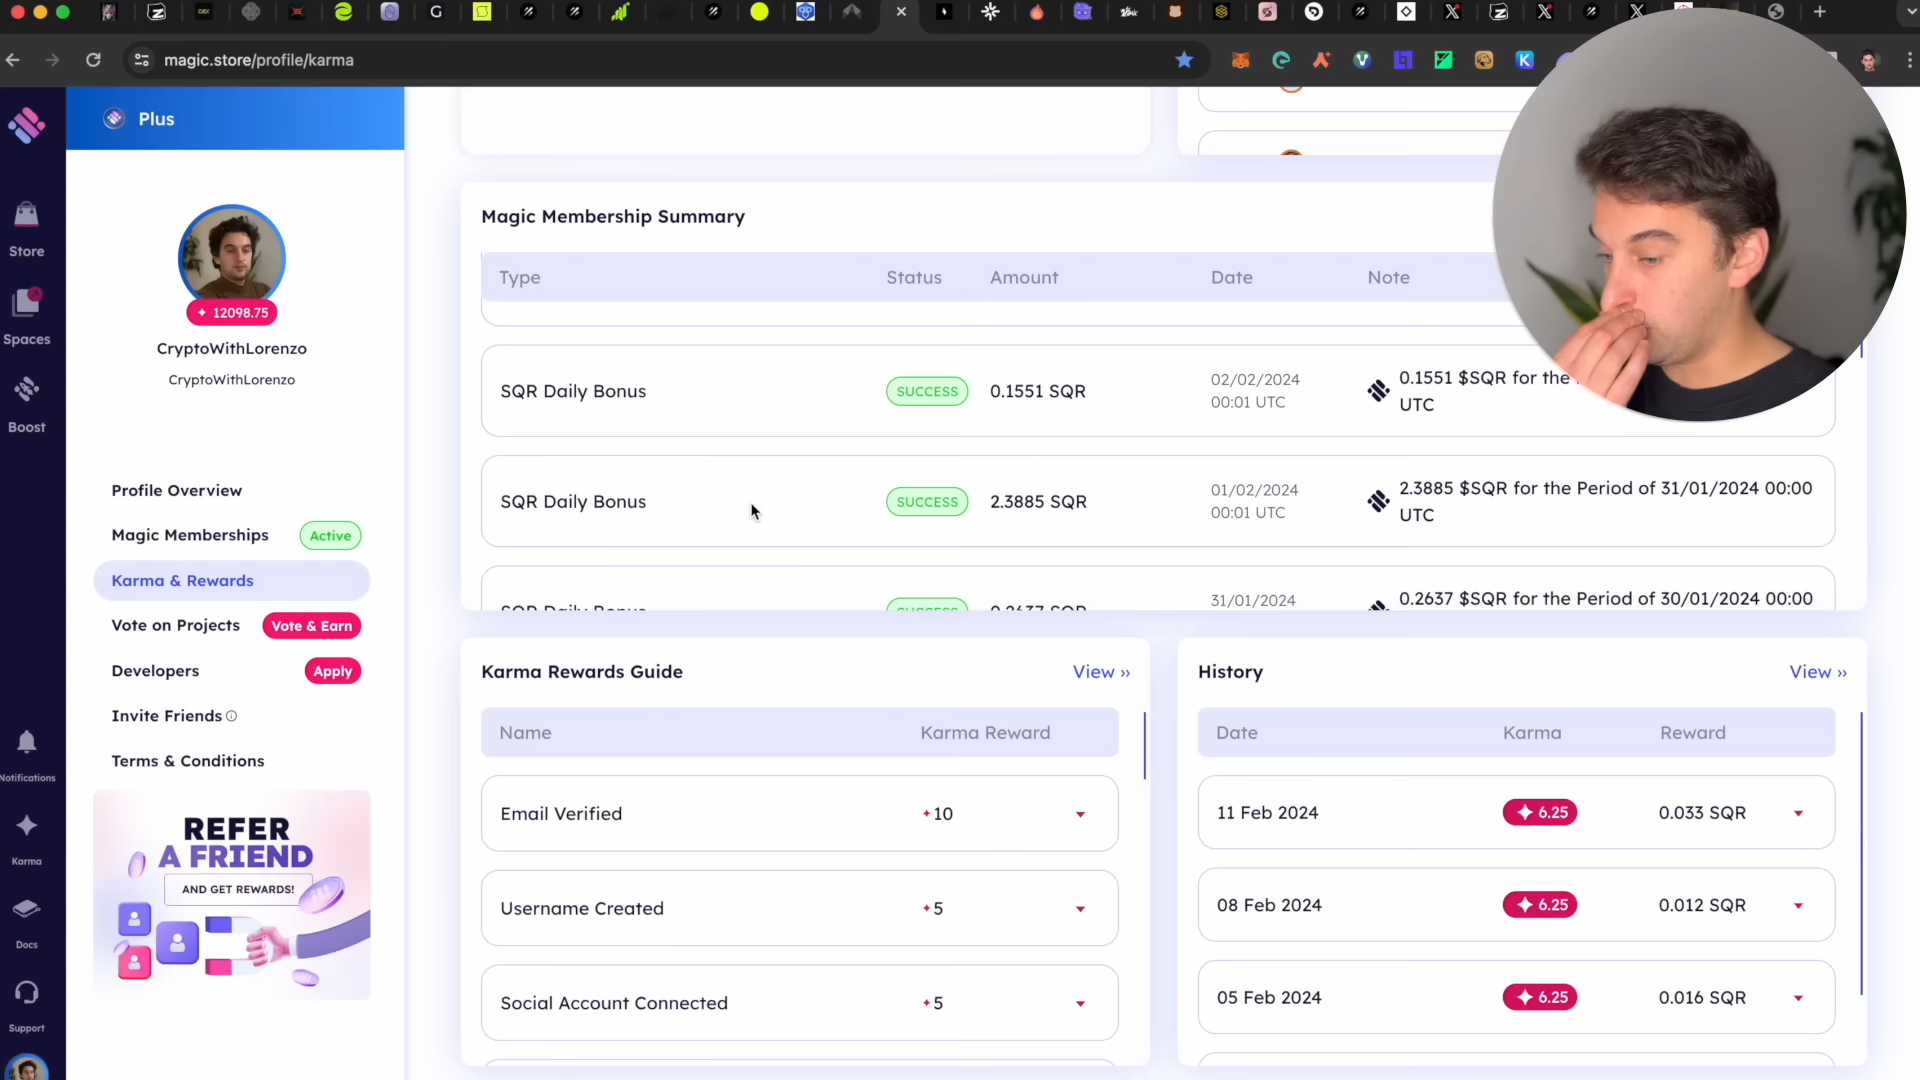 magic.store/profile/karma
Plus
Store
Spaces
Boost
Notifications
Karma
Docs
Support
12098.75
CryptoWithLorenzo
CryptoWithLorenzo
Profile Overview
Magic Memberships Active
Karma & Rewards
Vote on Projects Vote & Earn
Developers Apply
Invite Friends
Terms & Conditions
REFER
A FRIEND
AND GET REWARDS!
Magic Membership Summary
Type Status Amount Date Note
SQR Daily Bonus SUCCESS 0.1551 SQR 02/02/2024 00:01 UTC 0.1551 $SQR for the
UTC
SQR Daily Bonus SUCCESS 2.3885 SQR 01/02/2024 00:01 UTC 2.3885 $SQR for the Period of 31/01/2024 00:00
UTC
SQR Daily Bonus SUCCESS 0.2637 SQR 31/01/2024 0.2637 $SQR for the Period of 30/01/2024 00:00
Karma Rewards Guide View ››
Name Karma Reward
Email Verified +10
Username Created +5
Social Account Connected +5
History View ››
Date Karma Reward
11 Feb 2024 6.25 0.033 SQR
08 Feb 2024 6.25 0.012 SQR
05 Feb 2024 6.25 0.016 SQR